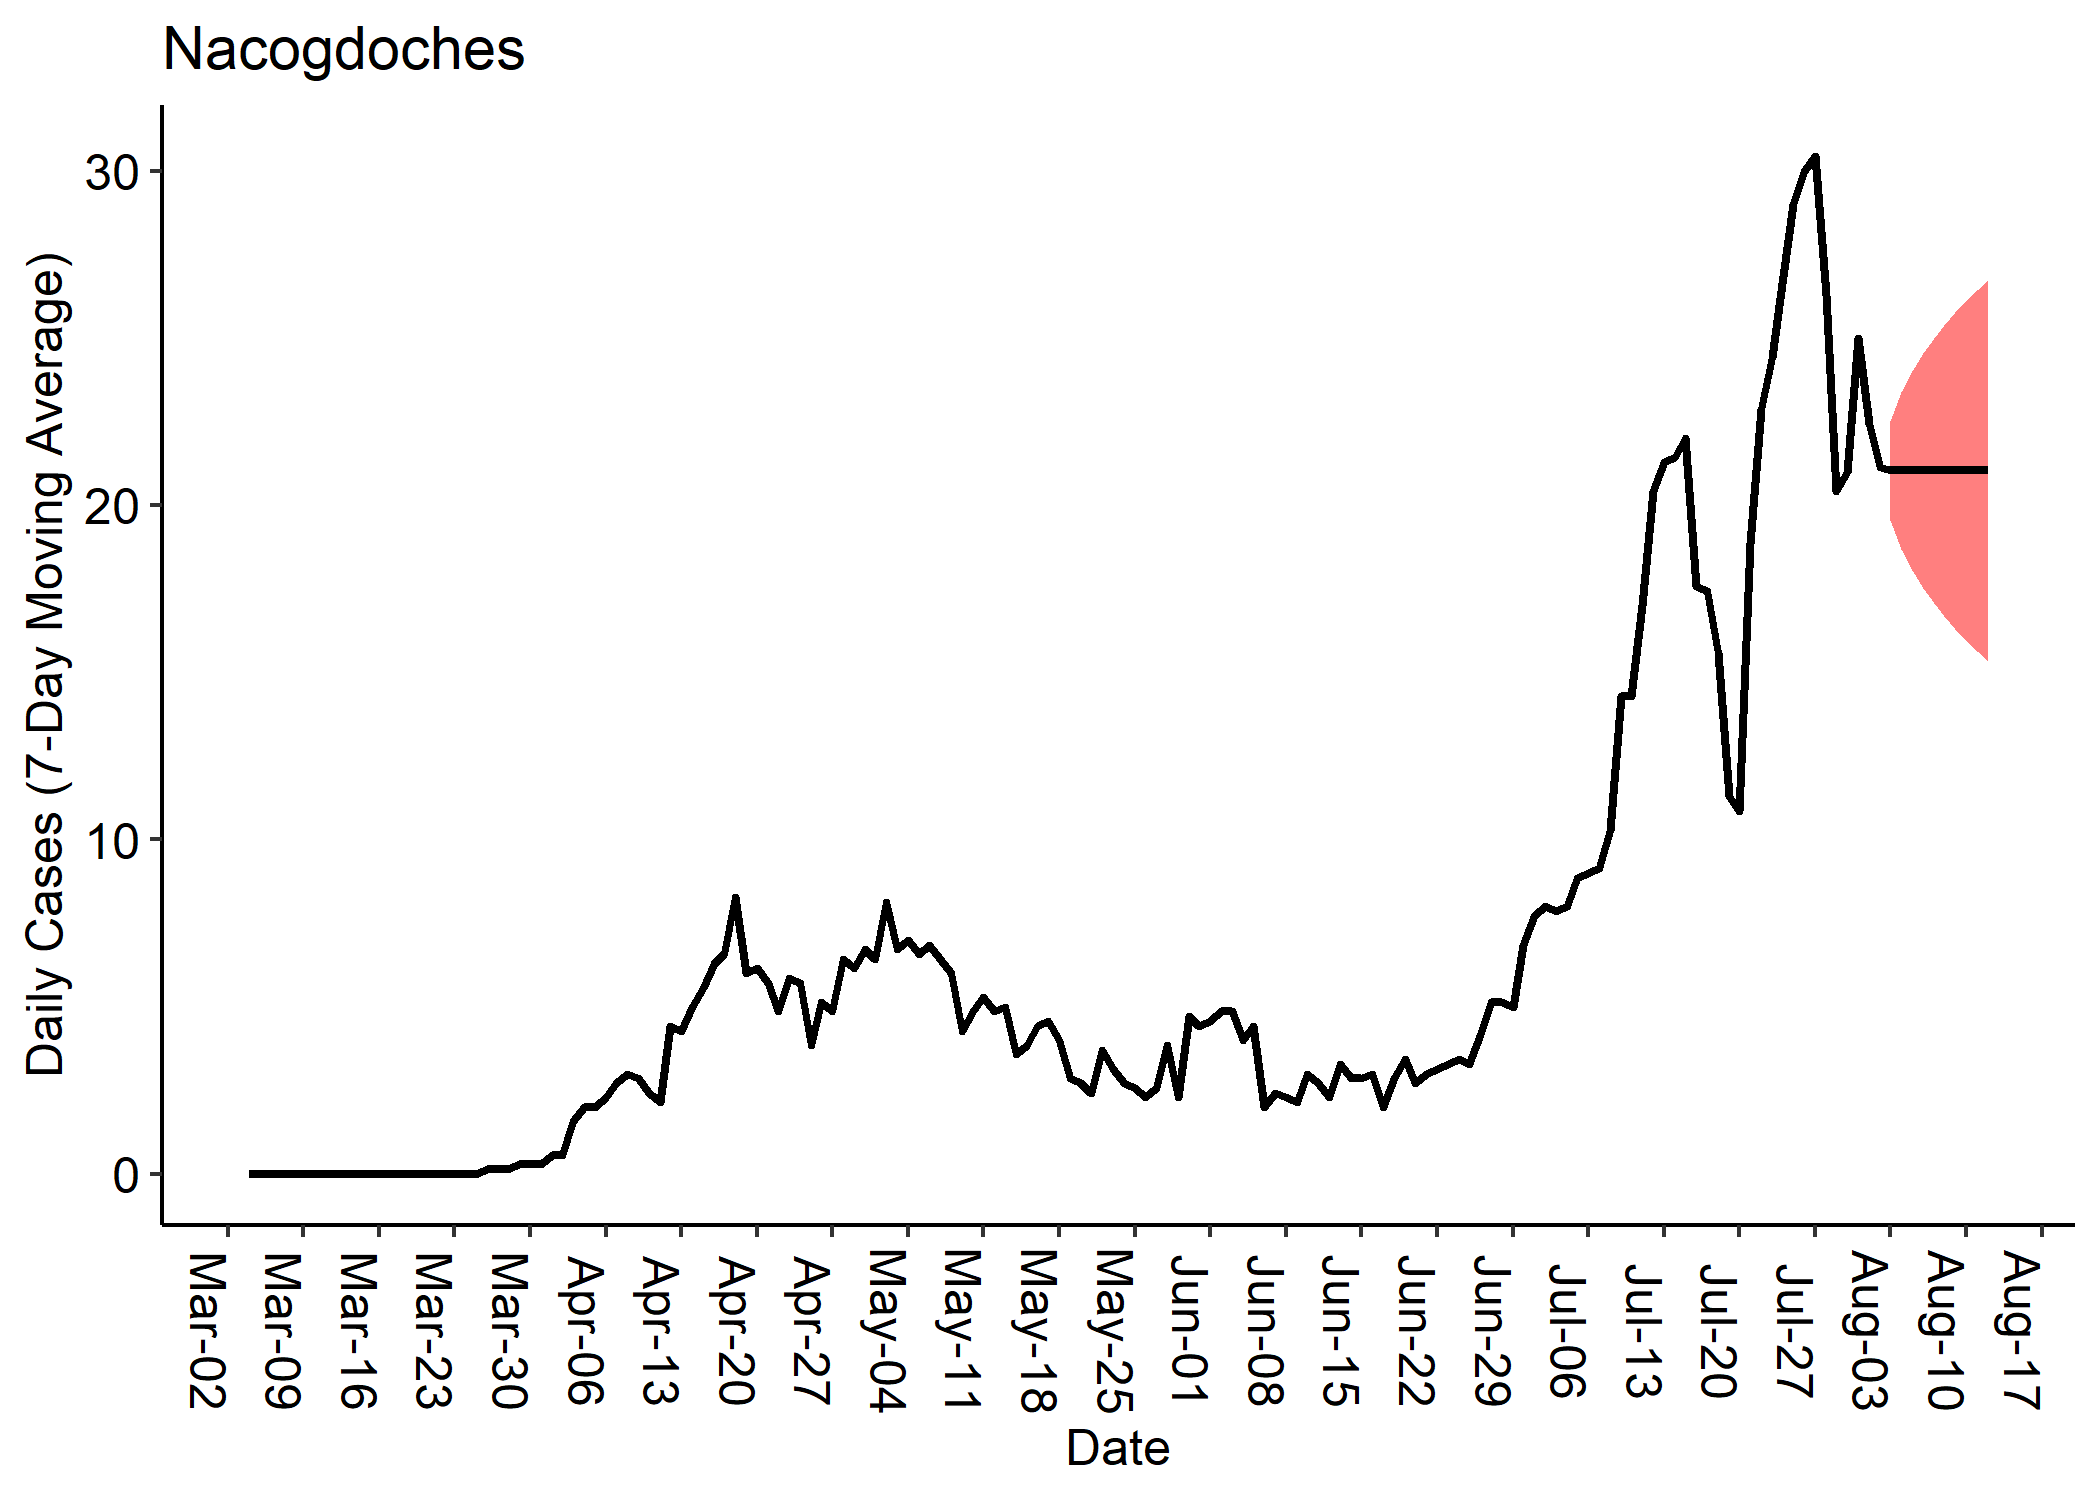 Nacogdoches
Daily Cases (7-Day Moving Average)
30
20
10
0
Mar-02
Mar-09
Mar-16
Mar-23
Mar-30
Apr-06
Apr-13
Apr-20
Apr-27
May-04
May-11
May-18
May-25
Jun-01
Jun-08
Jun-15
Jun-22
Jun-29
Jul-06
Jul-13
Jul-20
Jul-27
Aug-03
Aug-10
Aug-17
Date